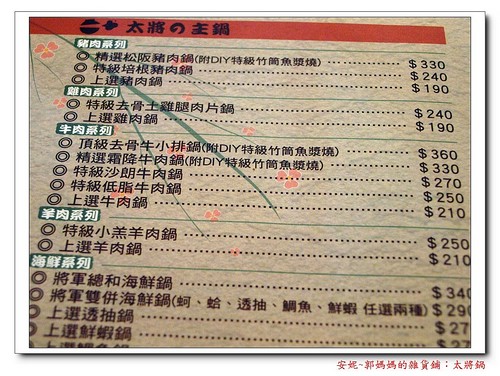 太將の主鍋
豬肉系列
◎ 精選松阪豬肉鍋(附DIY特級竹筒魚漿燒) $330
◎ 特級培根豬肉鍋 $240
◎ 上選豬肉鍋 $190
雞肉系列
◎ 特級去骨土雞腿肉片鍋 $240
◎ 上選雞肉鍋 $190
牛肉系列
◎ 頂級去骨牛小排鍋(附DIY特級竹筒魚漿燒) $360
◎ 精選霜降牛肉鍋(附DIY特級竹筒魚漿燒) $330
◎ 特級沙朗牛肉鍋 $270
◎ 特級低脂牛肉鍋 $250
◎ 上選牛肉鍋 $210
羊肉系列
◎ 特級小羔羊肉鍋 $250
◎ 上選羊肉鍋 $210
海鮮系列
◎ 將軍總和海鮮鍋 $340
◎ 將軍雙併海鮮鍋(蚵、蛤、透抽、鯛魚、鮮蝦 任選兩種) $290
◎ 上選透抽鍋 $27
◎ 上選鮮蝦鍋 $27
安妮~郭媽媽的雜貨鋪：太將鍋